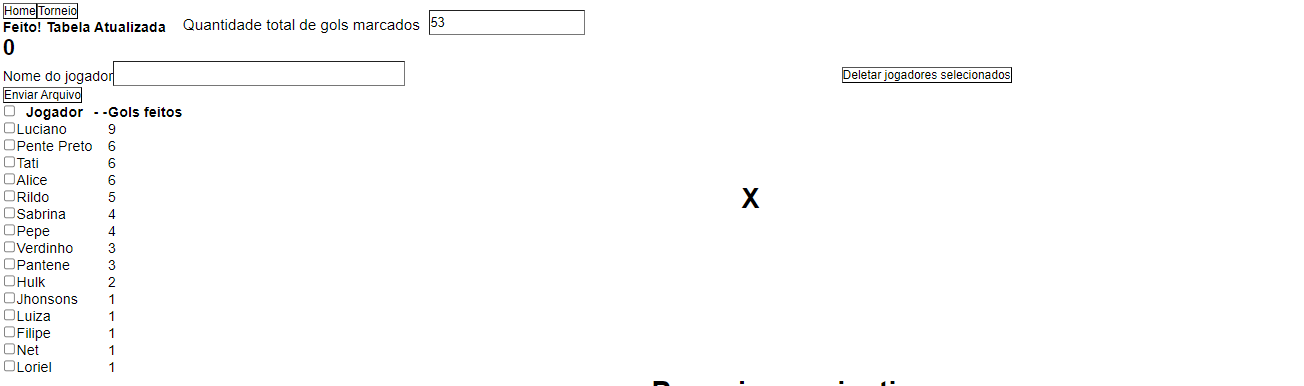 Home Torneio
Feito! Tabela Atualizada Quantidade total de gols marcados 53
0
Nome do jogador Deletar jogadores selecionados
Enviar Arquivo
Jogador - -Gols feitos
Luciano 9
Pente Preto 6
Tati 6
Alice 6
Rildo 5
X
Sabrina 4
Pepe 4
Verdinho 3
Pantene 3
Hulk 2
Jhonsons 1
Luiza 1
Filipe 1
Net 1
Loriel 1